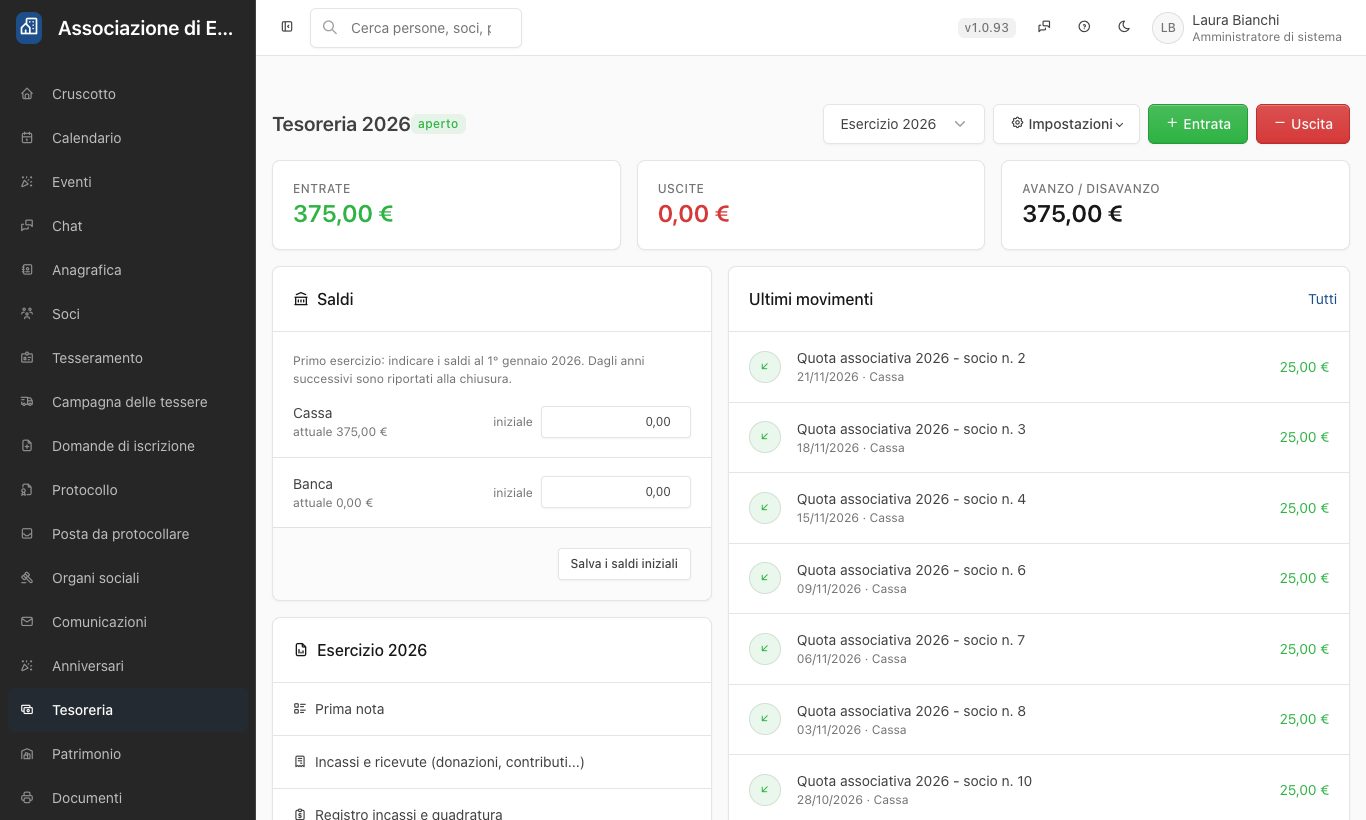 Associazione di E...
Cerca persone, soci, p
v1.0.93
LB
Laura Bianchi
Amministratore di sistema
Cruscotto
Calendario
Eventi
Chat
Anagrafica
Soci
Tesseramento
Campagna delle tessere
Domande di iscrizione
Protocollo
Posta da protocollare
Organi sociali
Comunicazioni
Anniversari
Tesoreria
Patrimonio
Documenti
Tesoreria 2026 aperto
Esercizio 2026
Impostazioni
Entrata
Uscita
ENTRATE
375,00 €
USCITE
0,00 €
AVANZO / DISAVANZO
375,00 €
Saldi
Primo esercizio: indicare i saldi al 1° gennaio 2026. Dagli anni
successivi sono riportati alla chiusura.
Cassa
attuale 375,00 €
iniziale
0,00
Banca
attuale 0,00 €
iniziale
0,00
Salva i saldi iniziali
Esercizio 2026
Prima nota
Incassi e ricevute (donazioni, contributi...)
Registro incassi e quadratura
Ultimi movimenti
Tutti
Quota associativa 2026 - socio n. 2
21/11/2026 · Cassa
25,00 €
Quota associativa 2026 - socio n. 3
18/11/2026 · Cassa
25,00 €
Quota associativa 2026 - socio n. 4
15/11/2026 · Cassa
25,00 €
Quota associativa 2026 - socio n. 6
09/11/2026 · Cassa
25,00 €
Quota associativa 2026 - socio n. 7
06/11/2026 · Cassa
25,00 €
Quota associativa 2026 - socio n. 8
03/11/2026 · Cassa
25,00 €
Quota associativa 2026 - socio n. 10
28/10/2026 · Cassa
25,00 €